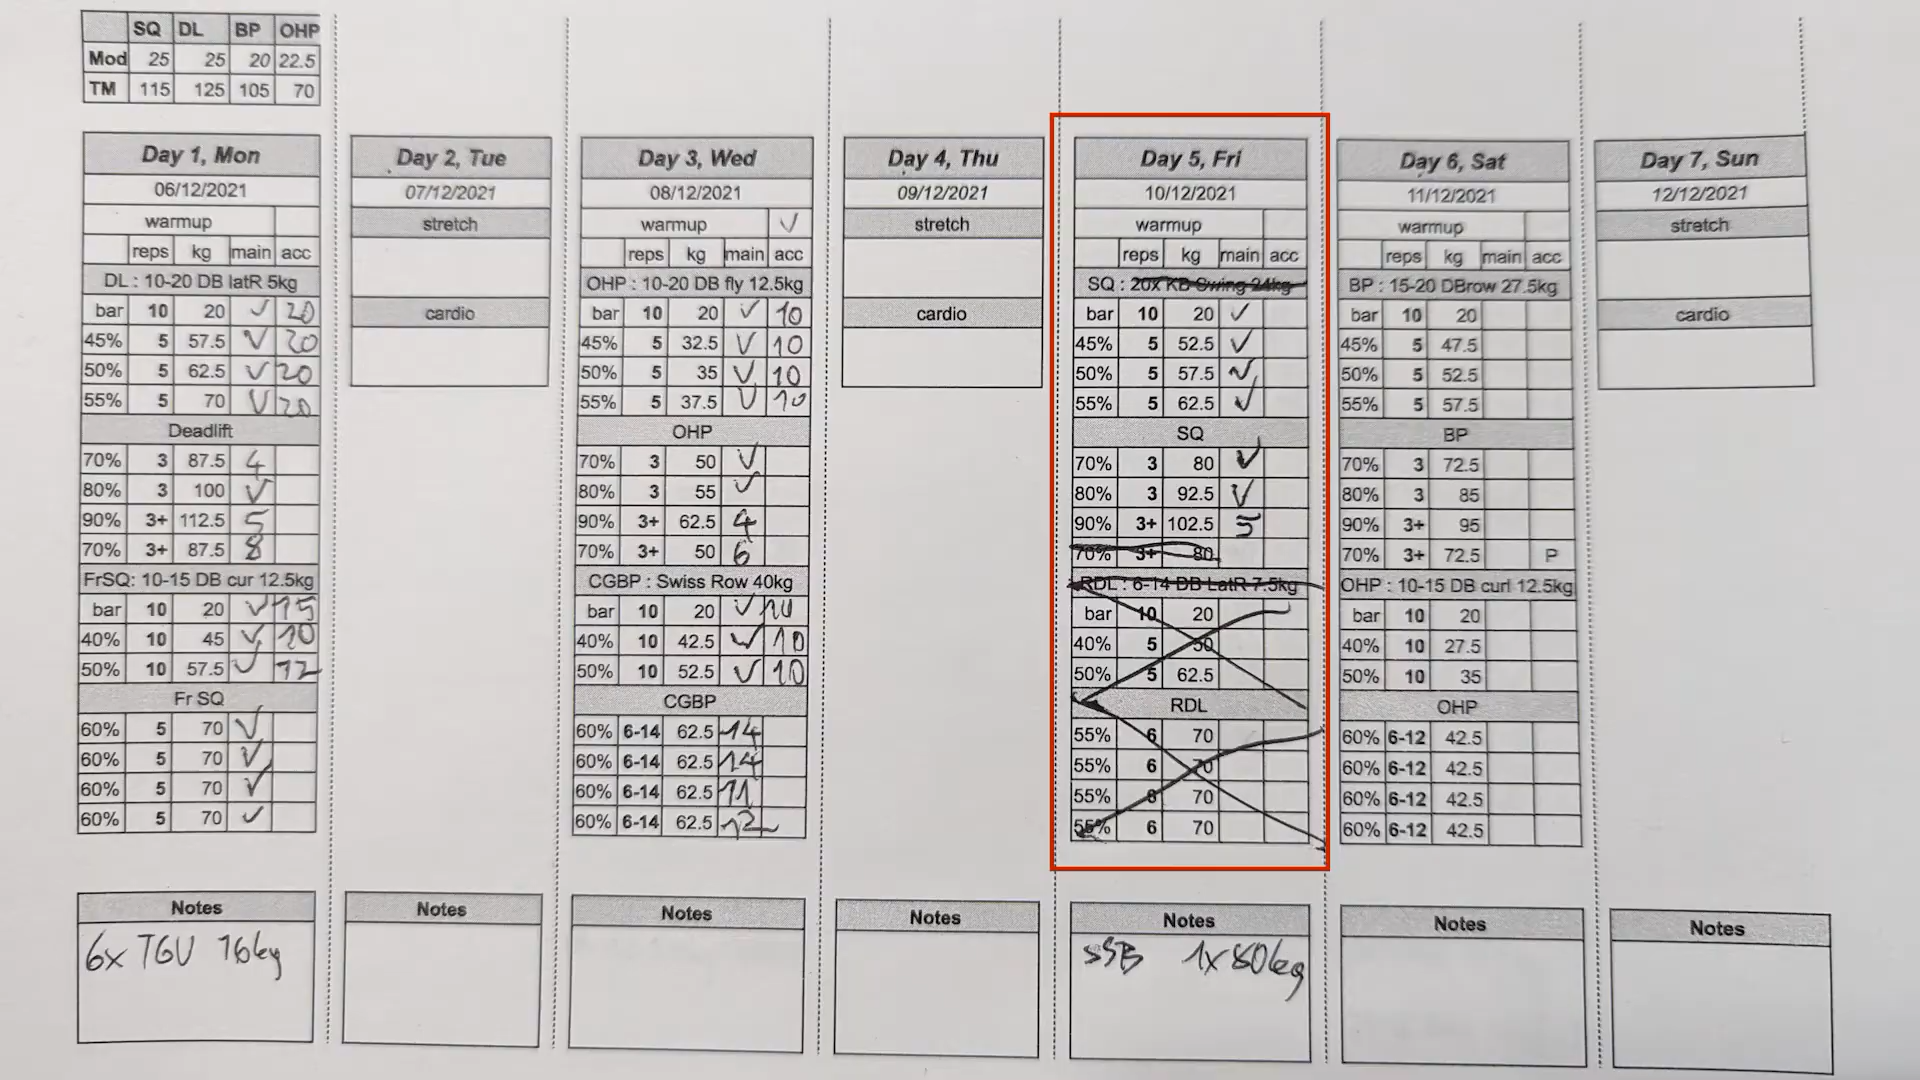 SQ DL BP OHP
Mod 25 25 20 22.5
TM 115 125 105 70
Day 1, Mon
06/12/2021
warmup
reps kg main acc
DL : 10-20 DB latR 5kg
bar 10 20 ✓ 20
45% 5 57.5 ✓ 20
50% 5 62.5 ✓ 20
55% 5 70 ✓ 20
Deadlift
70% 3 87.5 4
80% 3 100 ✓
90% 3+ 112.5 5
70% 3+ 87.5 8
FrSQ: 10-15 DB cur 12.5kg
bar 10 20 ✓ 15
40% 10 45 ✓ 10
50% 10 57.5 ✓ 12
Fr SQ
60% 5 70 ✓
60% 5 70 ✓
60% 5 70 ✓
60% 5 70 ✓
Notes
6x TGU 16kg
Day 2, Tue
07/12/2021
stretch
cardio
Notes
Day 3, Wed
08/12/2021
warmup ✓
reps kg main acc
OHP : 10-20 DB fly 12.5kg
bar 10 20 ✓ 10
45% 5 32.5 ✓ 10
50% 5 35 ✓ 10
55% 5 37.5 ✓ 10
OHP
70% 3 50 ✓
80% 3 55 ✓
90% 3+ 62.5 4
70% 3+ 50 6
CGBP : Swiss Row 40kg
bar 10 20 ✓ 10
40% 10 42.5 ✓ 10
50% 10 52.5 ✓ 10
CGBP
60% 6-14 62.5 14
60% 6-14 62.5 14
60% 6-14 62.5 11
60% 6-14 62.5 12
Notes
Day 4, Thu
09/12/2021
stretch
cardio
Notes
Day 5, Fri
10/12/2021
warmup
reps kg main acc
SQ : 20x KB Swing 24kg
bar 10 20 ✓
45% 5 52.5 ✓
50% 5 57.5 ✓
55% 5 62.5 ✓
SQ
70% 3 80 ✓
80% 3 92.5 ✓
90% 3+ 102.5 5
70% 3+ 80
RDL : 6-14 DB LatR 7.5kg
bar 10 20
40% 5 50
50% 5 62.5
RDL
55% 6 70
55% 6 70
55% 6 70
55% 6 70
Notes
SSB 1x80kg
Day 6, Sat
11/12/2021
warmup
reps kg main acc
BP : 15-20 DBrow 27.5kg
bar 10 20
45% 5 47.5
50% 5 52.5
55% 5 57.5
BP
70% 3 72.5
80% 3 85
90% 3+ 95
70% 3+ 72.5 P
OHP : 10-15 DB curl 12.5kg
bar 10 20
40% 10 27.5
50% 10 35
OHP
60% 6-12 42.5
60% 6-12 42.5
60% 6-12 42.5
60% 6-12 42.5
Notes
Day 7, Sun
12/12/2021
stretch
cardio
Notes